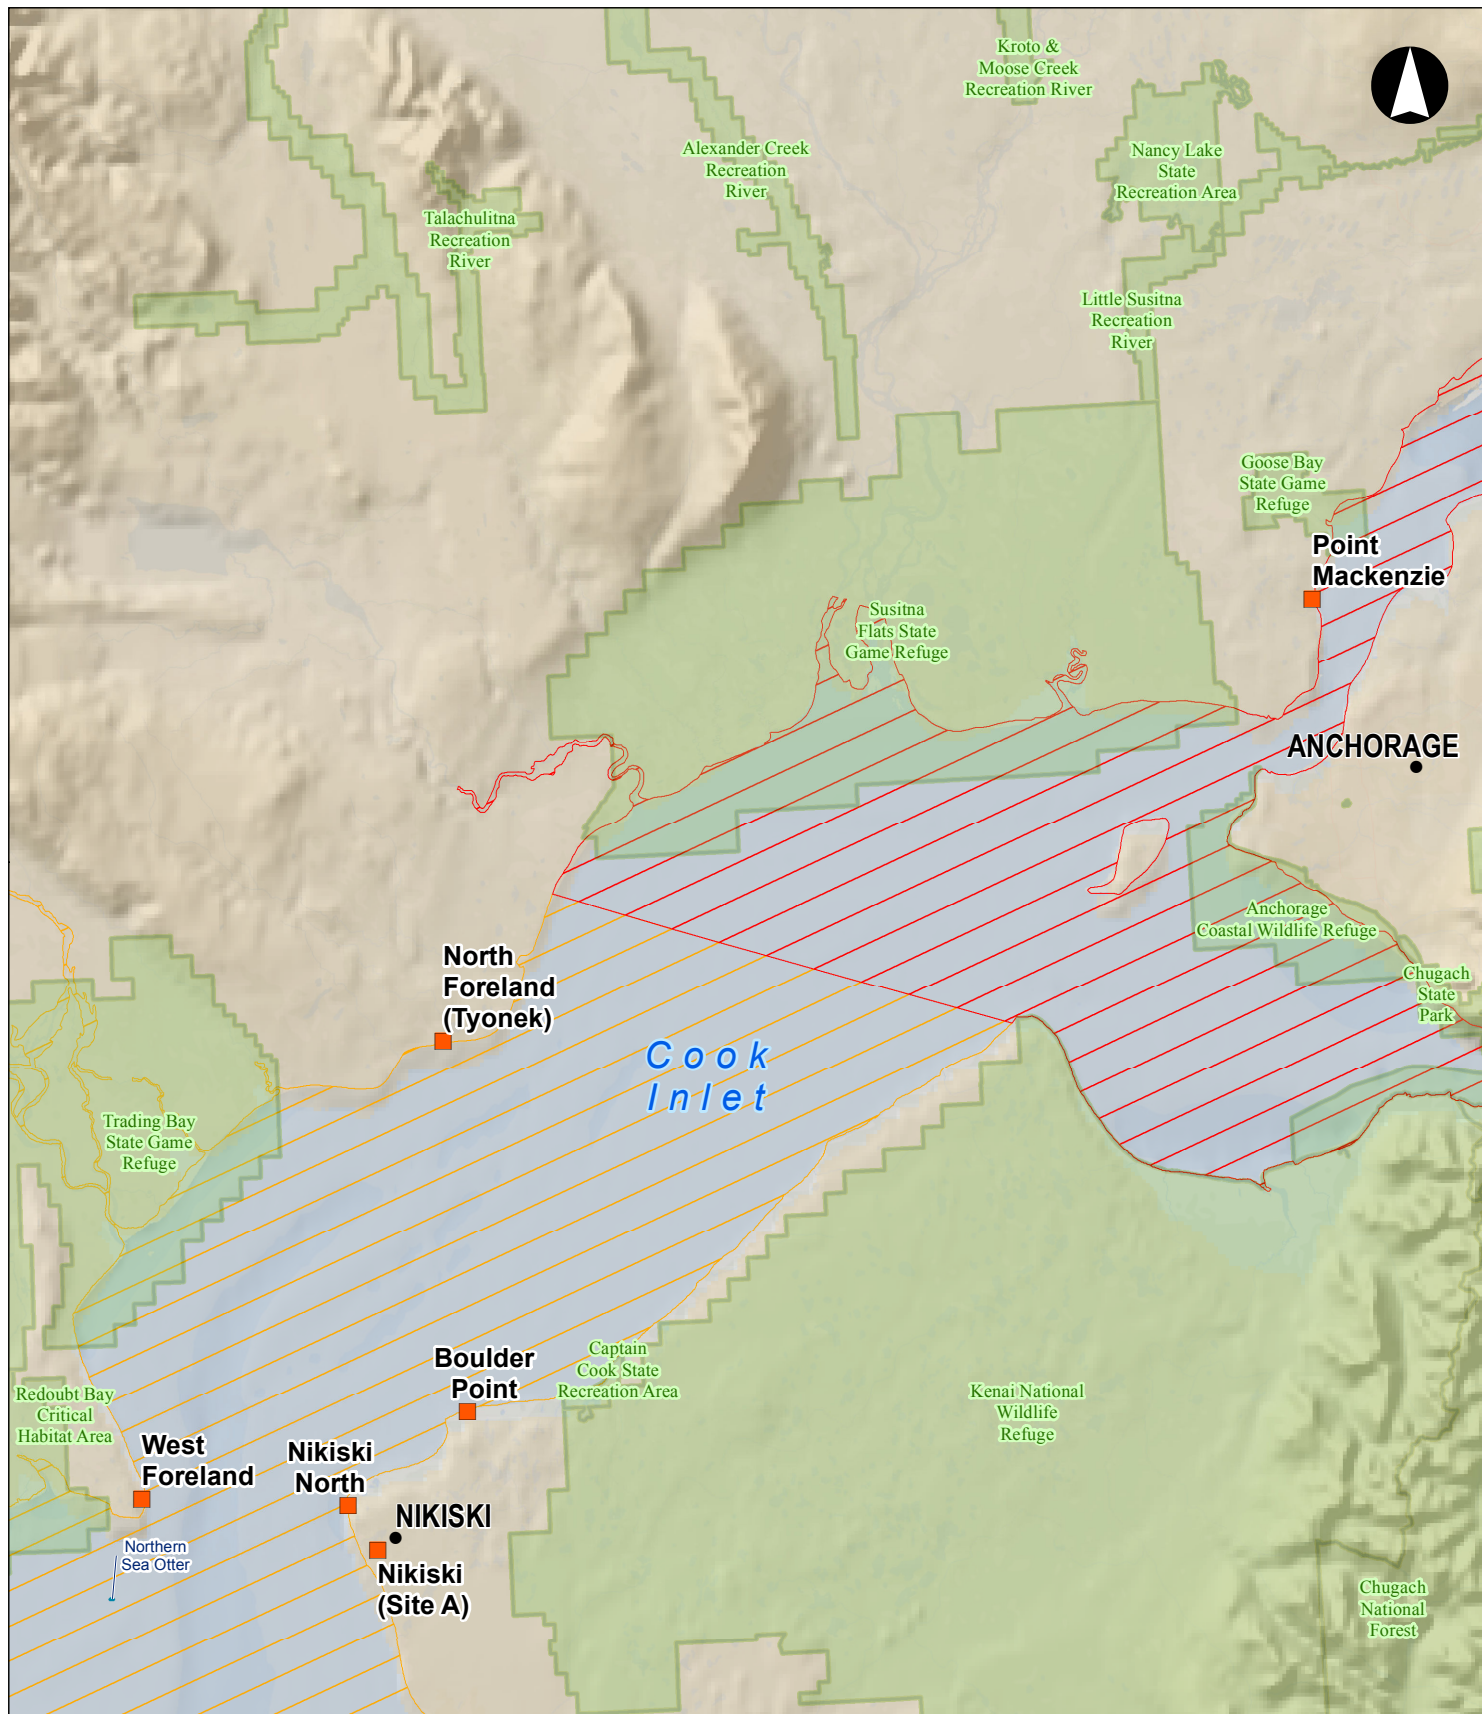 Kroto &
Moose Creek
Recreation River
Alexander Creek
Recreation
River
Nancy Lake
State
Recreation Area
Talachulitna
Recreation
River
Little Susitna
Recreation
River
Goose Bay
State Game
Refuge
Point
Mackenzie
Susitna
Flats State
Game Refuge
ANCHORAGE
Anchorage
Coastal Wildlife Refuge
North
Foreland
(Tyonek)
Chugach
State
Park
Cook
Inlet
Trading Bay
State Game
Refuge
Boulder
Point
Captain
Cook State
Recreation Area
Redoubt Bay
Critical
Habitat Area
Kenai National
Wildlife
Refuge
West
Foreland
Nikiski
North
NIKISKI
Northern
Sea Otter
Nikiski
(Site A)
Chugach
National
Forest